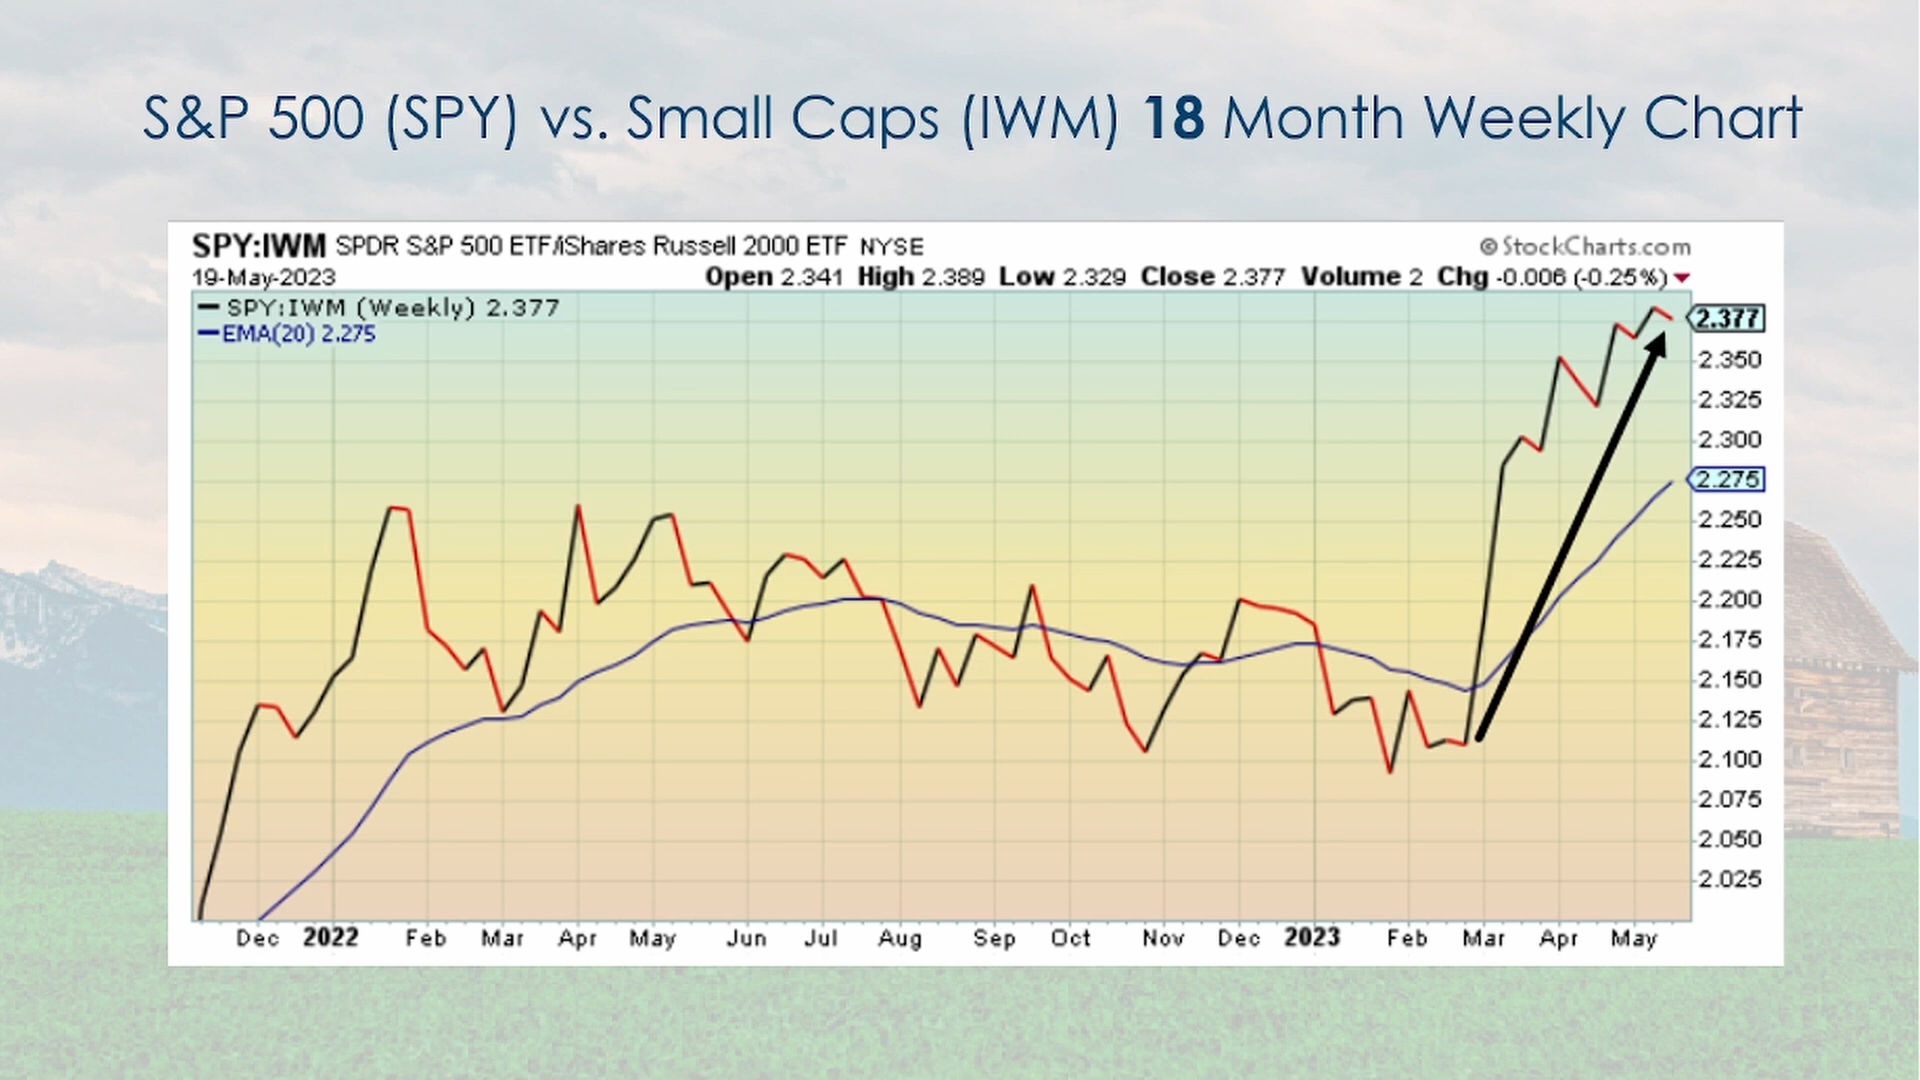 S&P 500 (SPY) vs. Small Caps (IWM) 18 Month Weekly Chart
SPY:IWM SPDR S&P 500 ETF/iShares Russell 2000 ETF NYSE © StockCharts.com
19-May-2023 Open 2.341 High 2.389 Low 2.329 Close 2.377 Volume 2 Chg -0.006 (-0.25%)
SPY:IWM (Weekly) 2.377
EMA(20) 2.275
2.377
2.350
2.325
2.300
2.275
2.250
2.225
2.200
2.175
2.150
2.125
2.100
2.075
2.050
2.025
Dec 2022 Feb Mar Apr May Jun Jul Aug Sep Oct Nov Dec 2023 Feb Mar Apr May